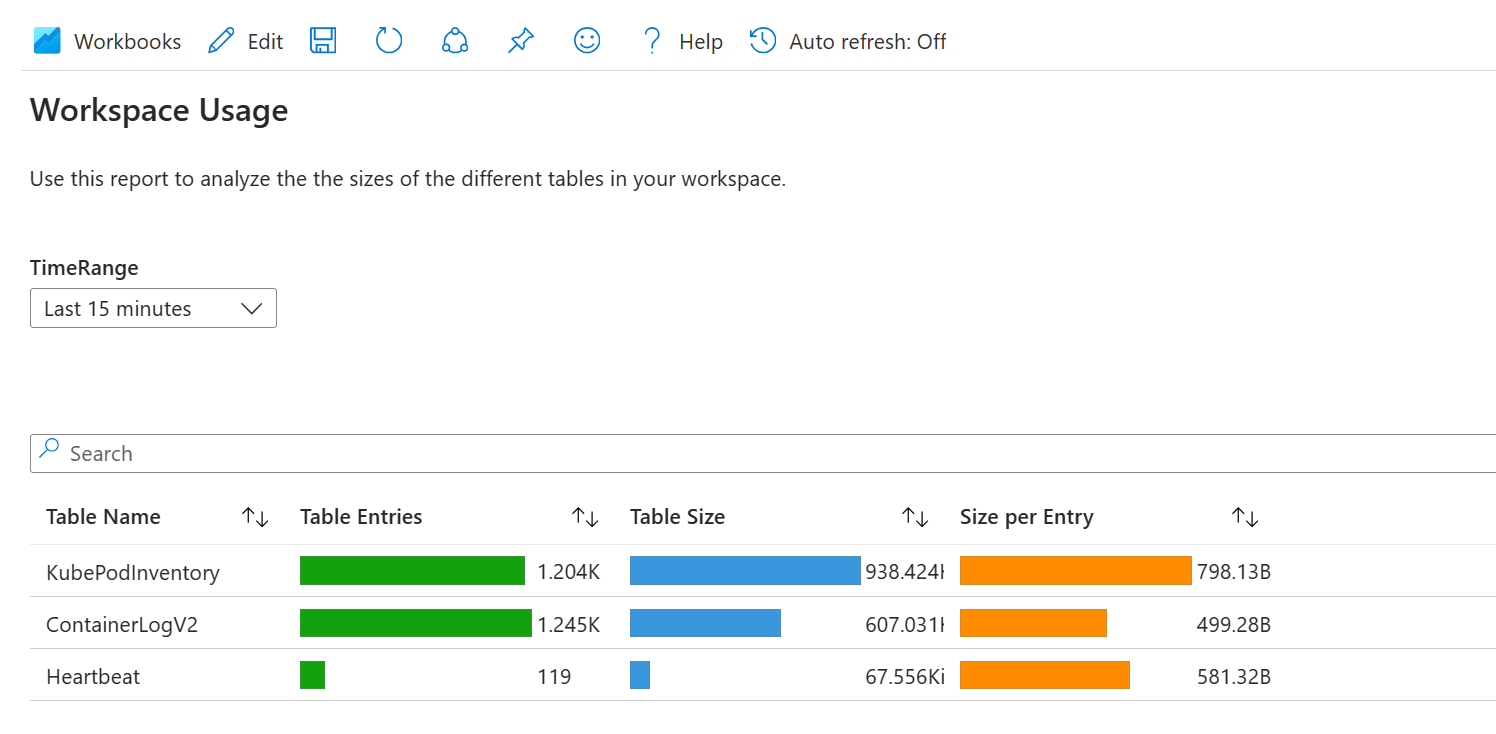 Workbooks Edit Help Auto refresh: Off
Workspace Usage
Use this report to analyze the the sizes of the different tables in your workspace.
TimeRange
Last 15 minutes
Search
Table Name Table Entries Table Size Size per Entry
KubePodInventory 1.204K 938.424 798.13B
ContainerLogV2 1.245K 607.031 499.28B
Heartbeat 119 67.556Ki 581.32B